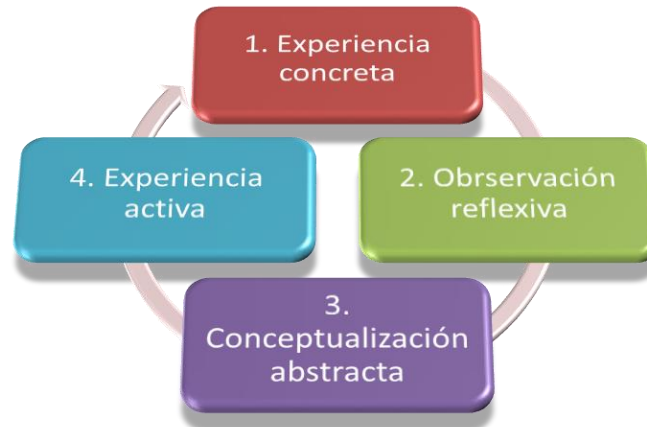 1. Experiencia
concreta
2. Obrservación
reflexiva
3.
Conceptualización
abstracta
4. Experiencia
activa